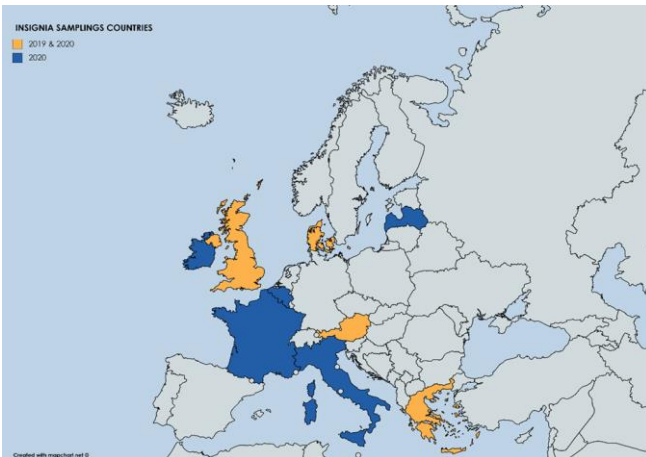 INSIGNIA SAMPLINGS COUNTRIES
2019 & 2020
2020
Created with mapchart.net ©